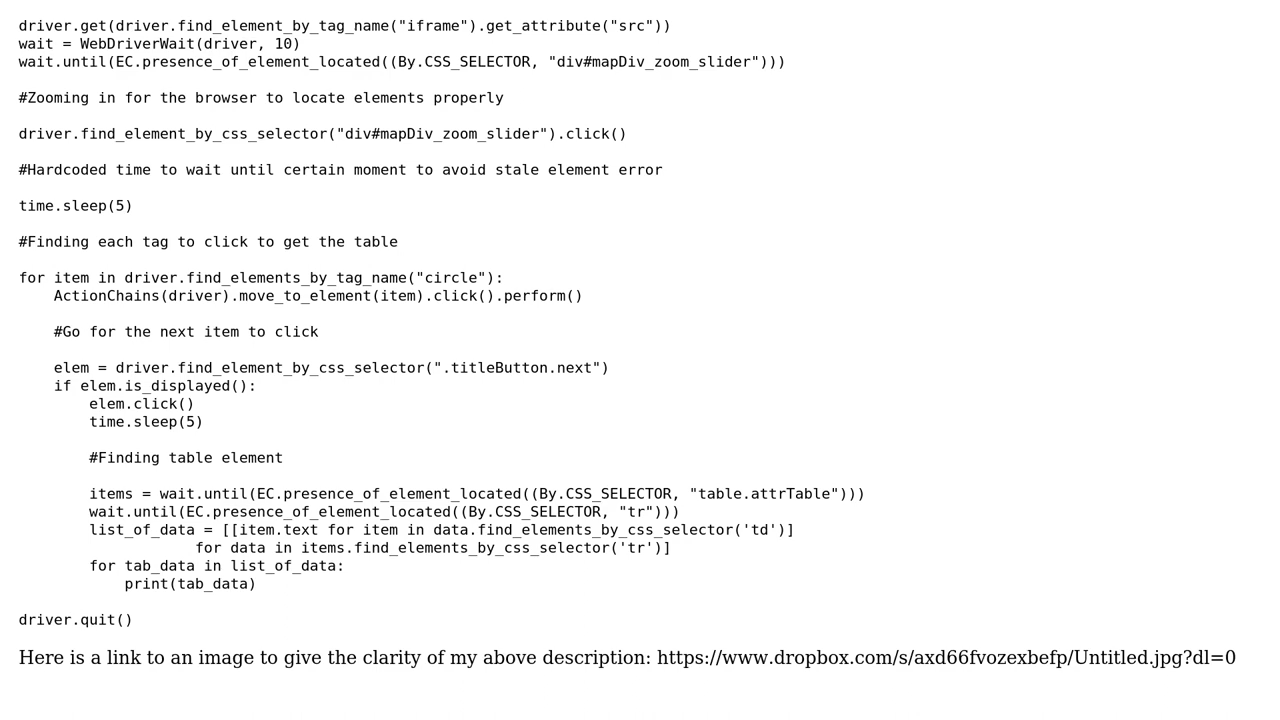 driver.get(driver.find_element_by_tag_name("iframe").get_attribute("src"))
wait = WebDriverWait(driver, 10)
wait.until(EC.presence_of_element_located((By.CSS_SELECTOR, "div#mapDiv_zoom_slider")))
#Zooming in for the browser to locate elements properly
driver.find_element_by_css_selector("div#mapDiv_zoom_slider").click()
#Hardcoded time to wait until certain moment to avoid stale element error
time.sleep(5)
#Finding each tag to click to get the table
for item in driver.find_elements_by_tag_name("circle"):
    ActionChains(driver).move_to_element(item).click().perform()
    #Go for the next item to click
    elem = driver.find_element_by_css_selector(".titleButton.next")
    if elem.is_displayed():
        elem.click()
        time.sleep(5)
        #Finding table element
        items = wait.until(EC.presence_of_element_located((By.CSS_SELECTOR, "table.attrTable")))
        wait.until(EC.presence_of_element_located((By.CSS_SELECTOR, "tr")))
        list_of_data = [[item.text for item in data.find_elements_by_css_selector('td')]
                    for data in items.find_elements_by_css_selector('tr')]
        for tab_data in list_of_data:
            print(tab_data)
driver.quit()
Here is a link to an image to give the clarity of my above description: https://www.dropbox.com/s/axd66fvozexbefp/Untitled.jpg?dl=0